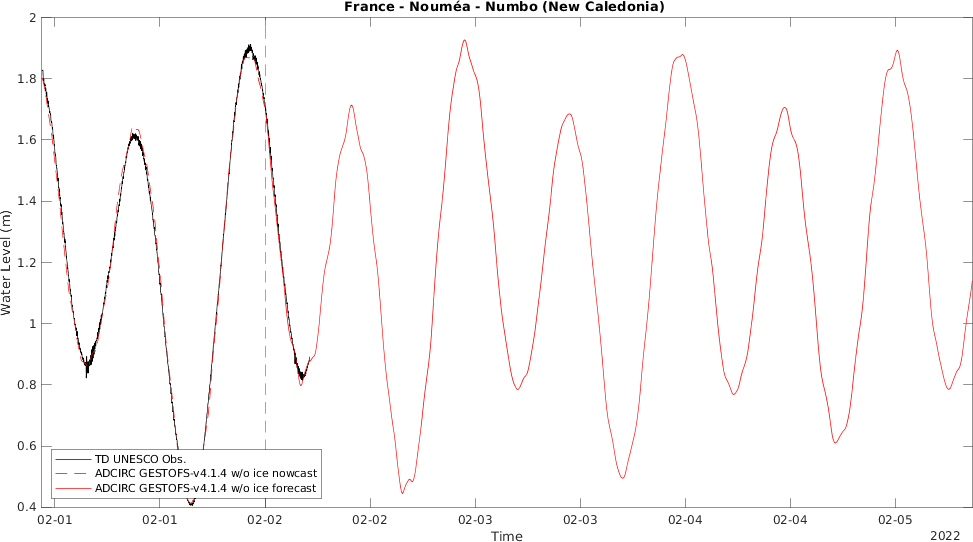 France - Nouméa - Numbo (New Caledonia)
2
1.8
1.6
1.4
1.2
1
0.8
0.6
0.4
Water Level (m)
TD UNESCO Obs.
ADCIRC GESTOFS-v4.1.4 w/o ice nowcast
ADCIRC GESTOFS-v4.1.4 w/o ice forecast
02-01 02-01 02-02 02-02 02-03 02-03 02-04 02-04 02-05
Time
2022